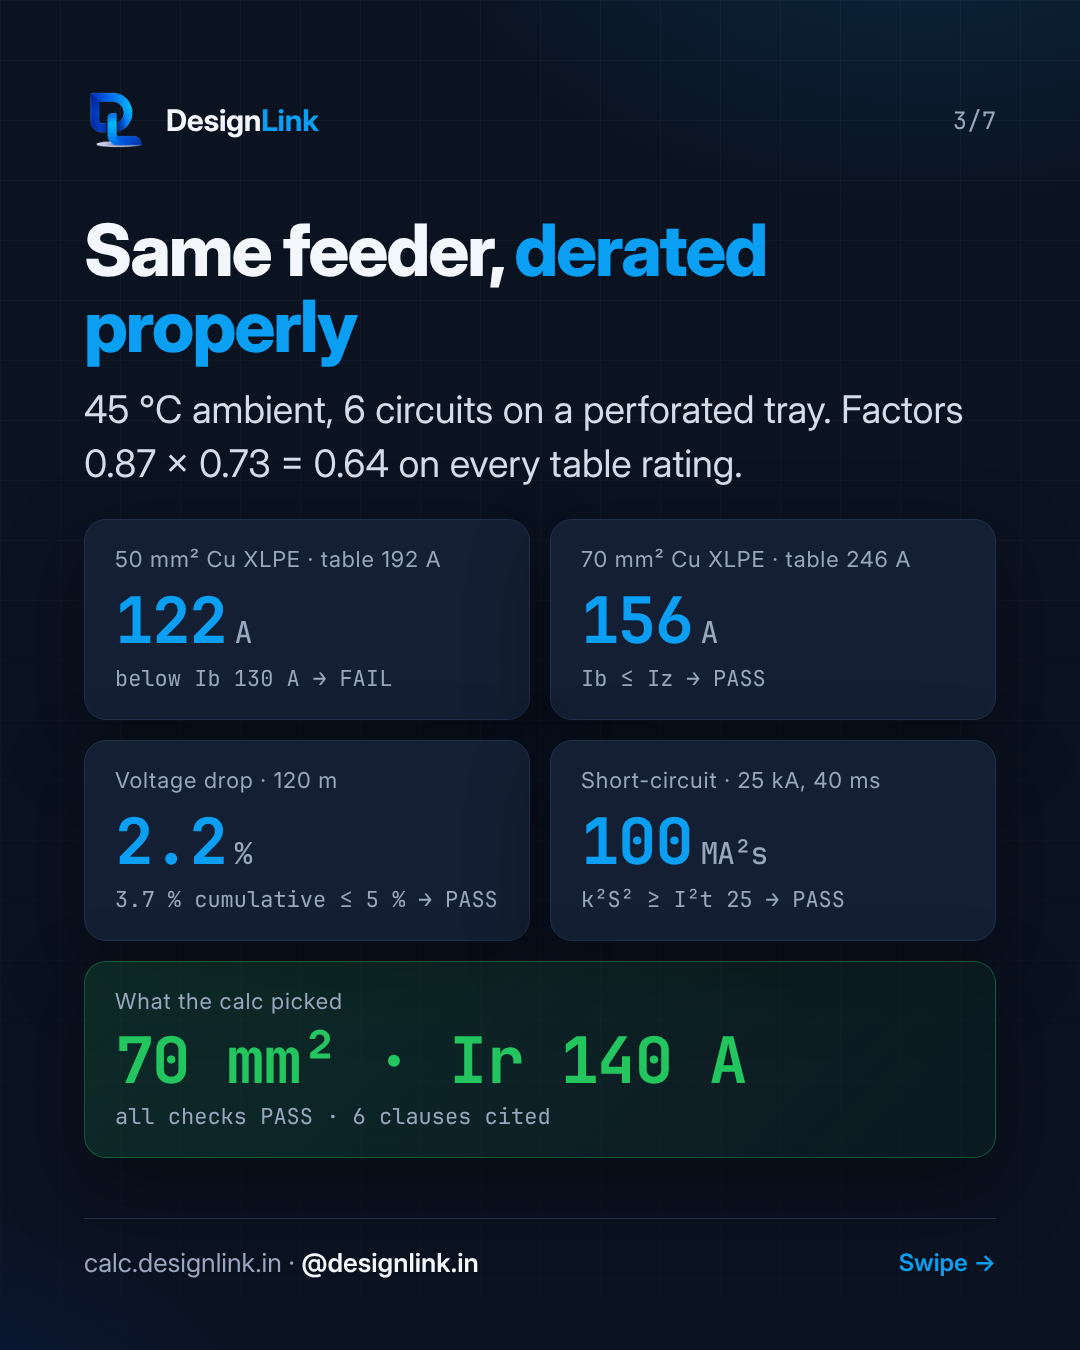 DesignLink
3/7
Same feeder, derated
properly
45 °C ambient, 6 circuits on a perforated tray. Factors
0.87 × 0.73 = 0.64 on every table rating.
50 mm² Cu XLPE · table 192 A
122 A
below Ib 130 A → FAIL
70 mm² Cu XLPE · table 246 A
156 A
Ib ≤ Iz → PASS
Voltage drop · 120 m
2.2 %
3.7 % cumulative ≤ 5 % → PASS
Short-circuit · 25 kA, 40 ms
100 MA²s
k²S² ≥ I²t 25 → PASS
What the calc picked
70 mm² · Ir 140 A
all checks PASS · 6 clauses cited
calc.designlink.in · @designlink.in
Swipe →